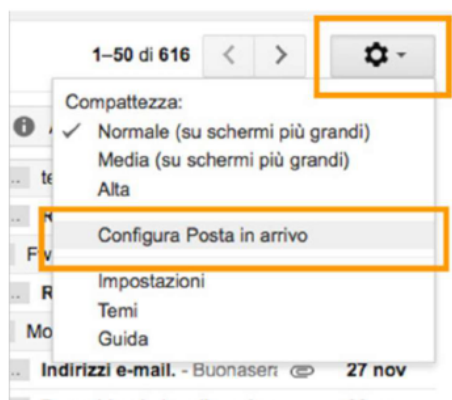 1–50 di 616
Compattezza:
Normale (su schermi più grandi)
Media (su schermi più grandi)
Alta
Configura Posta in arrivo
Impostazioni
Temi
Guida
Indirizzi e-mail. - Buonasera 27 nov